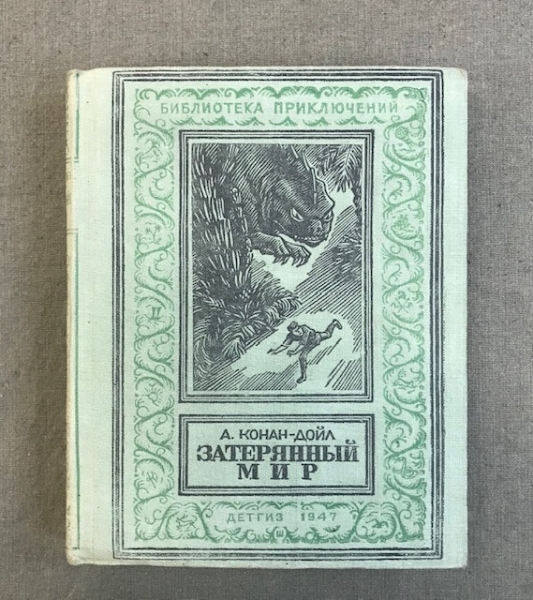 БИБЛИОТЕКА ПРИКЛЮЧЕНИЙ
А. КОНАН-ДОЙЛ
ЗАТЕРЯННЫЙ
МИР
ДЕТГИЗ 1947